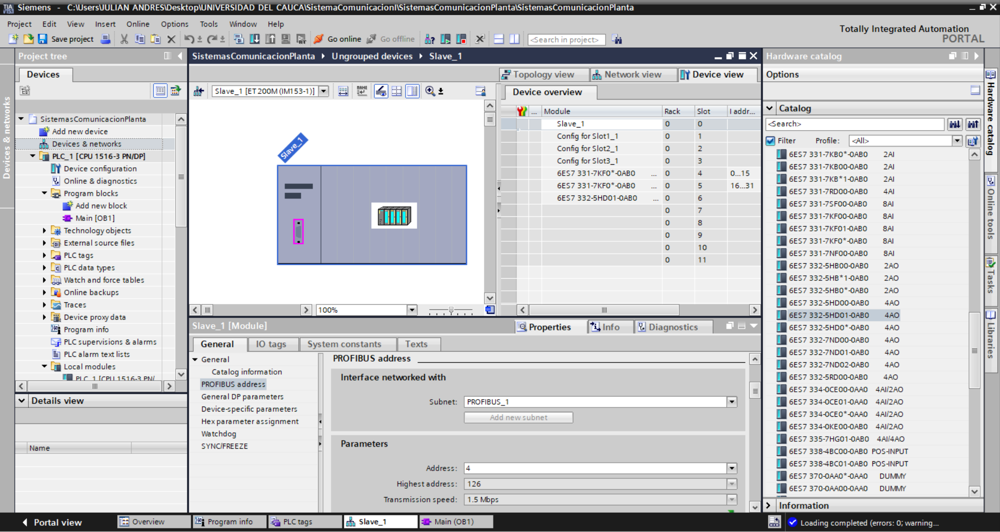 Siemens - C:\Users\JULIAN ANDRES\Desktop\UNIVERSIDAD DEL CAUCA\SistemaComunicacionI\SistemasComunicacionPlanta\SistemasComunicacionPlanta
Project Edit View Insert Online Options Tools Window Help
Totally Integrated Automation
PORTAL
Save project Go online Go offline <Search in project>
Project tree
Devices
Devices & networks
SistemasComunicacionPlanta
Add new device
Devices & networks
PLC_1 [CPU 1516-3 PN/DP]
Device configuration
Online & diagnostics
Program blocks
Add new block
Main [OB1]
Technology objects
External source files
PLC tags
PLC data types
Watch and force tables
Online backups
Traces
Device proxy data
Program info
PLC supervisions & alarms
PLC alarm text lists
Local modules
PLC_1 [CPU 1516-3 PN/
Details view
Name
SistemasComunicacionPlanta Ungrouped devices Slave_1
Topology view Network view Device view
Slave_1 [ET 200M (IM153-1)]
Slave_1
100%
Device overview
... Module Rack Slot I addr...
Slave_1 0 0
Config for Slot1_1 0 1
Config for Slot2_1 0 2
Config for Slot3_1 0 3
6ES7 331-7KF0*-0AB0 ... 0 4 0...15
6ES7 331-7KF0*-0AB0 ... 0 5 16...31
6ES7 332-5HD01-0AB0 ... 0 6
0 7
0 8
0 9
0 10
0 11
Slave_1 [Module]
Properties Info Diagnostics
General IO tags System constants Texts
General
Catalog information
PROFIBUS address
General DP parameters
Device-specific parameters
Hex parameter assignment
Watchdog
SYNC/FREEZE
PROFIBUS address
Interface networked with
Subnet: PROFIBUS_1
Add new subnet
Parameters
Address: 4
Highest address: 126
Transmission speed: 1.5 Mbps
Hardware catalog
Options
Catalog
<Search>
Filter Profile: <All>
6ES7 331-7KB0*-0AB0 2AI
6ES7 331-7KB00-0AB0 2AI
6ES7 331-7KB*1-0AB0 2AI
6ES7 331-7RD00-0AB0 4AI
6ES7 331-7SF00-0AB0 8AI
6ES7 331-7KF00-0AB0 8AI
6ES7 331-7KF01-0AB0 8AI
6ES7 331-7KF0*-0AB0 8AI
6ES7 331-7NF00-0AB0 8AI
6ES7 332-5HB00-0AB0 2AO
6ES7 332-5HB*1-0AB0 2AO
6ES7 332-5HB0*-0AB0 2AO
6ES7 332-5HD00-0AB0 4AO
6ES7 332-5HD01-0AB0 4AO
6ES7 332-5HD0*-0AB0 4AO
6ES7 332-7ND00-0AB0 4AO
6ES7 332-7ND01-0AB0 4AO
6ES7 332-7ND02-0AB0 4AO
6ES7 332-5RD00-0AB0 4AO
6ES7 334-0CE00-0AA0 4AI/2AO
6ES7 334-0CE01-0AA0 4AI/2AO
6ES7 334-0CE0*-0AA0 4AI/2AO
6ES7 334-0KE00-0AB0 4AI/2AO
6ES7 335-7HG01-0AB0 4AI/4AO
6ES7 338-4BC00-0AB0 POS-INPUT
6ES7 338-4BC01-0AB0 POS-INPUT
6ES7 370-0AA0*-0AA0 DUMMY
6ES7 370-0AA00-0AA0 DUMMY
Information
Hardware catalog
Online tools
Tasks
Libraries
Portal view Overview Program info PLC tags Slave_1 Main (OB1)
Loading completed (errors: 0; warning...